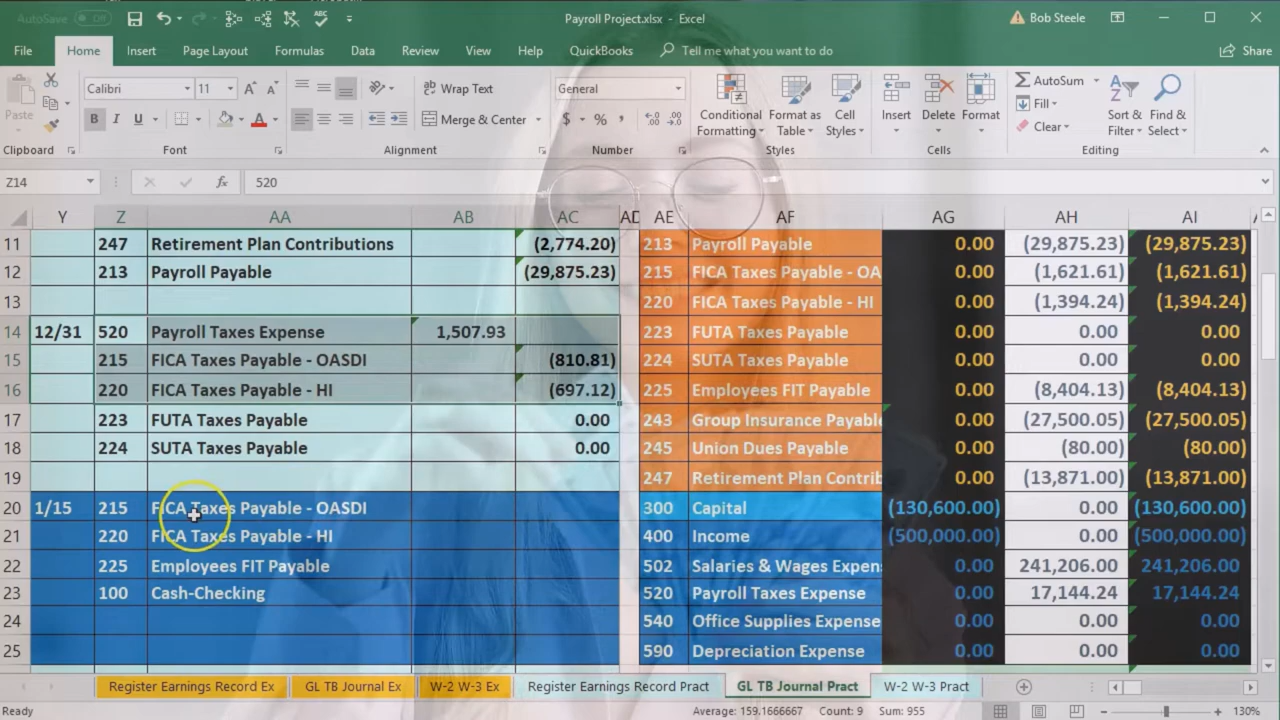 AutoSave Off Payroll Project.xlsx - Excel Bob Steele
File Home Insert Page Layout Formulas Data Review View Help QuickBooks Tell me what you want to do Share
Paste Calibri 11 Wrap Text General Conditional Format as Cell Insert Delete Format AutoSum Sort & Find &
B I U Merge & Center $ % Formatting Table Styles Fill Clear Filter Select
Clipboard Font Alignment Number Styles Cells Editing
Z14 fx 520
Y Z AA AB AC AD AE AF AG AH AI
11 247 Retirement Plan Contributions (2,774.20) 213 Payroll Payable 0.00 (29,875.23) (29,875.23)
12 213 Payroll Payable (29,875.23) 215 FICA Taxes Payable - OA 0.00 (1,621.61) (1,621.61)
13 220 FICA Taxes Payable - HI 0.00 (1,394.24) (1,394.24)
14 12/31 520 Payroll Taxes Expense 1,507.93 223 FUTA Taxes Payable 0.00 0.00 0.00
15 215 FICA Taxes Payable - OASDI (810.81) 224 SUTA Taxes Payable 0.00 0.00 0.00
16 220 FICA Taxes Payable - HI (697.12) 225 Employees FIT Payable 0.00 (8,404.13) (8,404.13)
17 223 FUTA Taxes Payable 0.00 243 Group Insurance Payable 0.00 (27,500.05) (27,500.05)
18 224 SUTA Taxes Payable 0.00 245 Union Dues Payable 0.00 (80.00) (80.00)
19 247 Retirement Plan Contrib 0.00 (13,871.00) (13,871.00)
20 1/15 215 FICA Taxes Payable - OASDI 300 Capital (130,600.00) 0.00 (130,600.00)
21 220 FICA Taxes Payable - HI 400 Income (500,000.00) 0.00 (500,000.00)
22 225 Employees FIT Payable 502 Salaries & Wages Expen 0.00 241,206.00 241,206.00
23 100 Cash-Checking 520 Payroll Taxes Expense 0.00 17,144.24 17,144.24
24 540 Office Supplies Expense 0.00 0.00 0.00
25 590 Depreciation Expense 0.00 0.00 0.00
Register Earnings Record Ex GL TB Journal Ex W-2 W-3 Ex Register Earnings Record Pract GL TB Journal Pract W-2 W-3 Pract
Average: 159.1666667 Count: 9 Sum: 955 130%